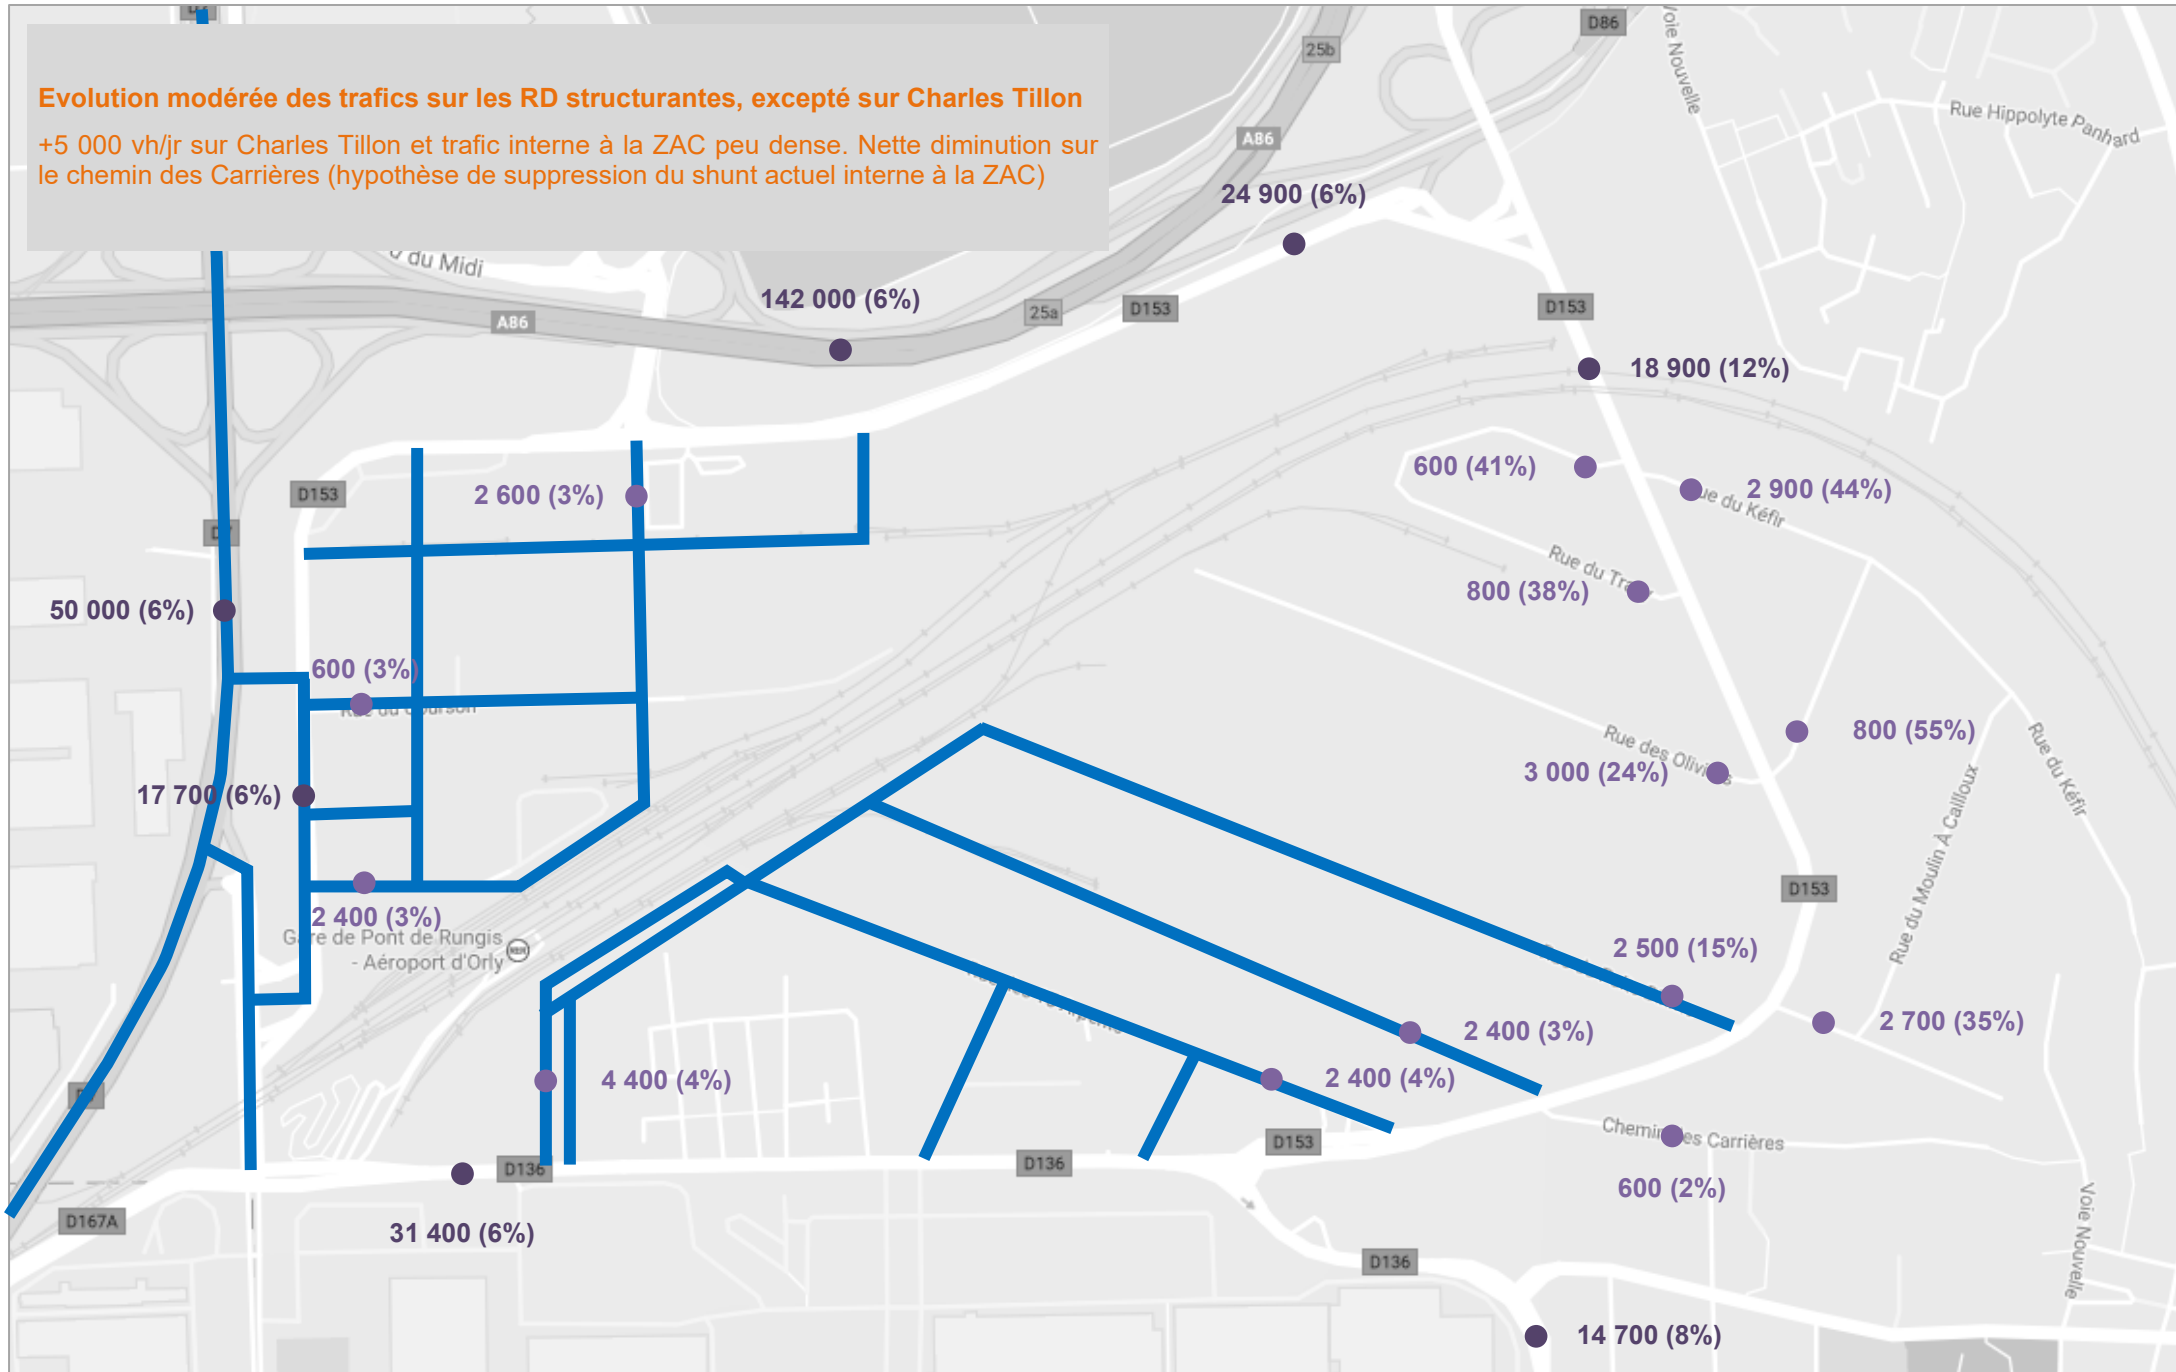 D86
Voie Nouvelle
25b
Evolution modérée des trafics sur les RD structurantes, excepté sur Charles Tillon
+5 000 vh/jr sur Charles Tillon et trafic interne à la ZAC peu dense. Nette diminution sur
le chemin des Carrières (hypothèse de suppression du shunt actuel interne à la ZAC)
Rue Hippolyte Panhard
A86
24 900 (6%)
du Midi
142 000 (6%)
25a
D153
D153
A86
18 900 (12%)
600 (41%)
2 900 (44%)
Rue du Kéfir
D153
2 600 (3%)
D7
Rue du
800 (38%)
50 000 (6%)
600 (3%)
Rue du
800 (55%)
Rue des
3 000 (24%)
Rue du Kéfir
17 700 (6%)
Rue du Moulin À Cailloux
D153
2 400 (3%)
Gare de Pont de Rungis
- Aéroport d'Orly
RER
2 500 (15%)
2 700 (35%)
2 400 (3%)
4 400 (4%)
2 400 (4%)
Chemin des Carrières
D153
D136
D136
600 (2%)
Voie Nouvelle
D167A
31 400 (6%)
D136
14 700 (8%)